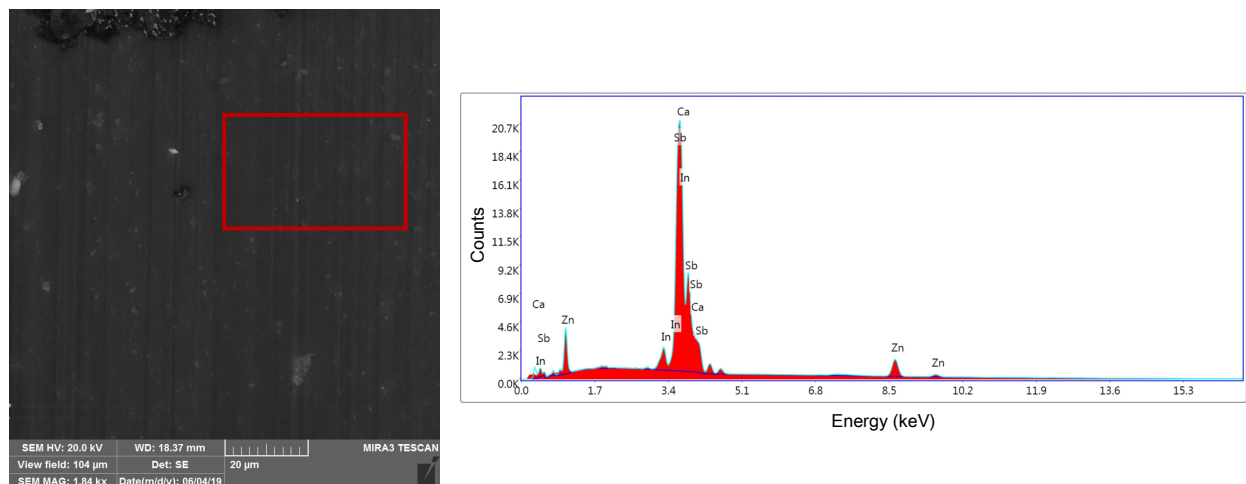 SEM HV: 20.0 kV WD: 18.37 mm MIRA3 TESCAN
View field: 104 µm Det: SE 20 µm
SEM MAG: 1.84 kx Date(m/d/y): 06/04/19
Counts
20.7K
18.4K
16.1K
13.8K
11.5K
9.2K
6.9K
4.6K
2.3K
0.0K
Ca
Sb
In
Zn
In
In
Ca
Sb
In
Sb
Sb
Ca
Sb
Zn
Zn
0.0 1.7 3.4 5.1 6.8 8.5 10.2 11.9 13.6 15.3
Energy (keV)